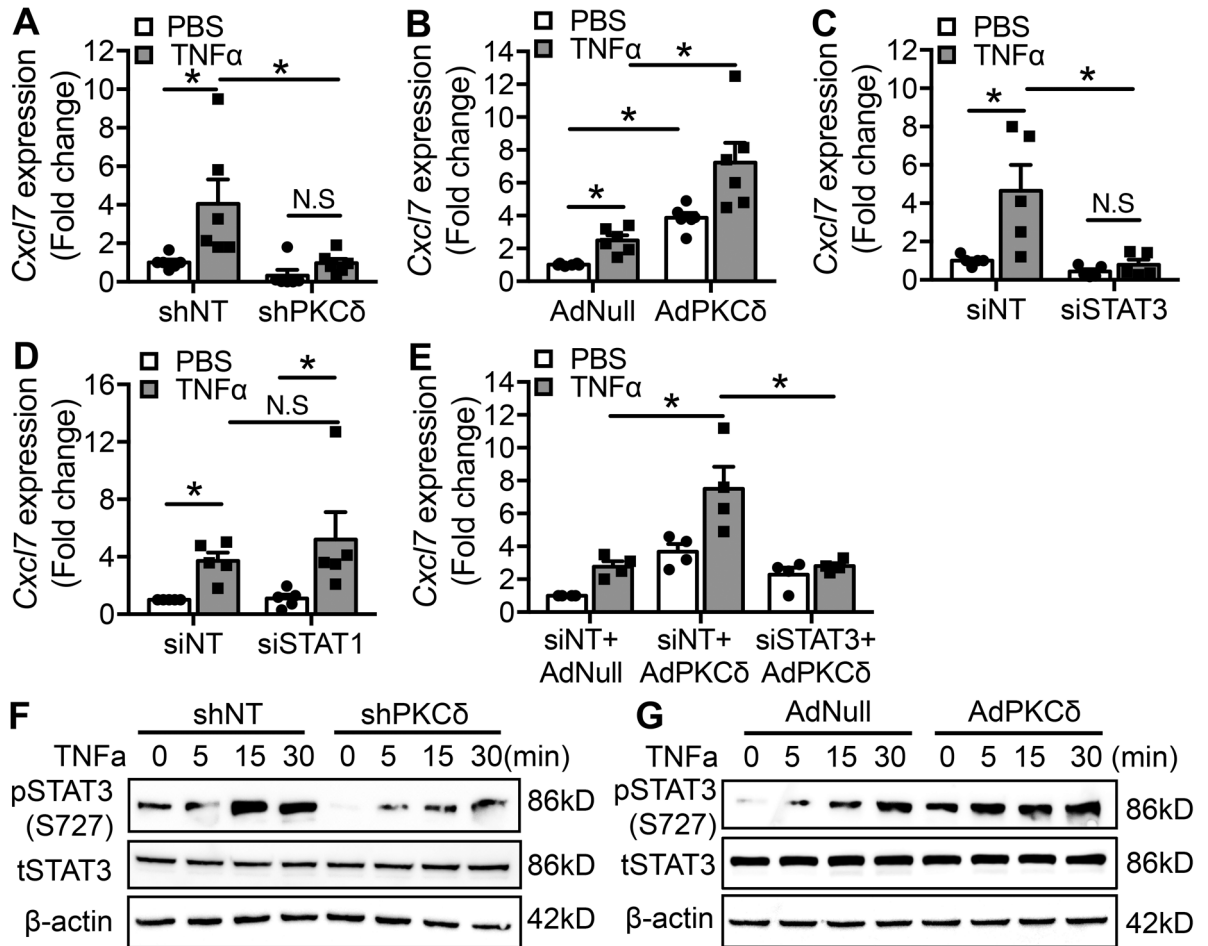 A
PBS
TNFα
Cxcl7 expression
(Fold change)
12
10
8
6
4
2
0
*
*
N.S
shNT
shPKCδ
B
PBS
TNFα
Cxcl7 expression
(Fold change)
14
12
10
8
6
4
2
0
*
*
*
AdNull
AdPKCδ
C
PBS
TNFα
Cxcl7 expression
(Fold change)
12
10
8
6
4
2
0
*
*
N.S
siNT
siSTAT3
D
PBS
TNFα
Cxcl7 expression
(Fold change)
16
12
8
4
0
*
N.S
*
siNT
siSTAT1
E
PBS
TNFα
Cxcl7 expression
(Fold change)
14
12
10
8
6
4
2
0
*
*
siNT+
AdNull
siNT+
AdPKCδ
siSTAT3+
AdPKCδ
F
shNT
shPKCδ
TNFa 0 5 15 30 0 5 15 30(min)
pSTAT3
(S727)
86kD
tSTAT3
86kD
β-actin
42kD
G
AdNull
AdPKCδ
TNFa 0 5 15 30 0 5 15 30 (min)
pSTAT3
(S727)
86kD
tSTAT3
86kD
β-actin
42kD